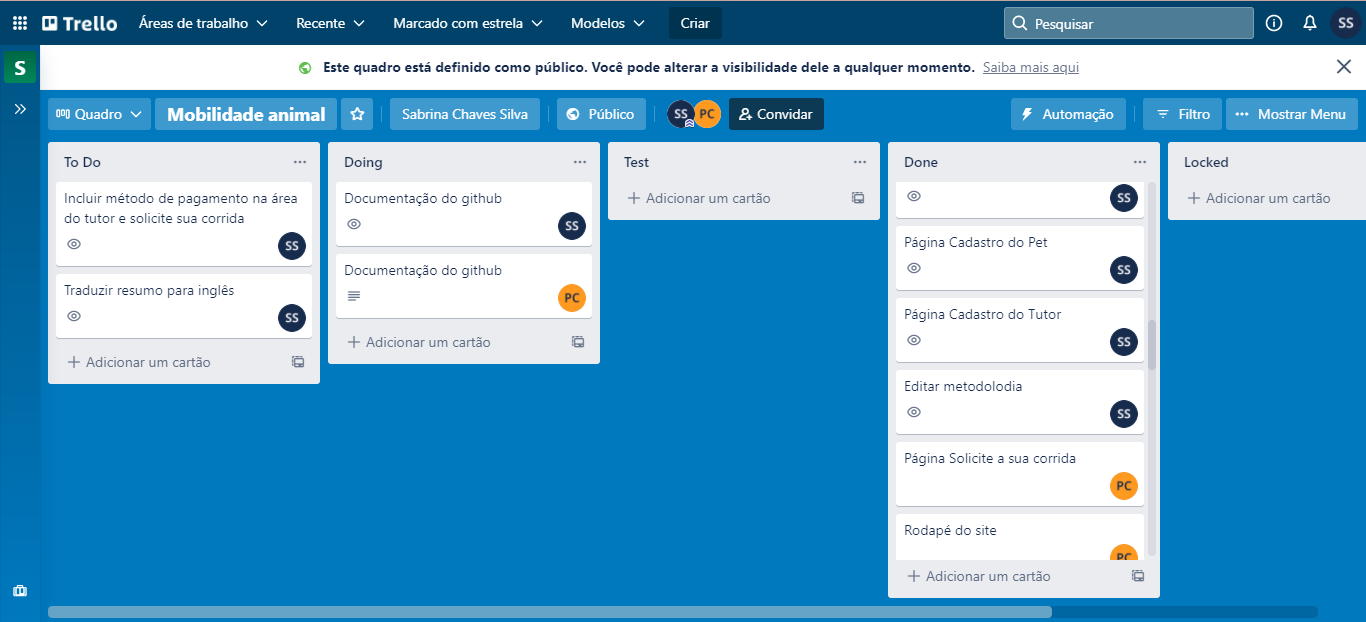 Trello Áreas de trabalho Recente Marcado com estrela Modelos Criar Pesquisar SS
S
Este quadro está definido como público. Você pode alterar a visibilidade dele a qualquer momento. Saiba mais aqui
Quadro Mobilidade animal Sabrina Chaves Silva Público SS PC Convidar Automação Filtro Mostrar Menu
To Do
Incluir método de pagamento na área
do tutor e solicite sua corrida
SS
Traduzir resumo para inglês
SS
Adicionar um cartão
Doing
Documentação do github
SS
Documentação do github
PC
Adicionar um cartão
Test
Adicionar um cartão
Done
SS
Página Cadastro do Pet
SS
Página Cadastro do Tutor
SS
Editar metodolodia
SS
Página Solicite a sua corrida
PC
Rodapé do site
PC
Adicionar um cartão
Locked
Adicionar um cartão